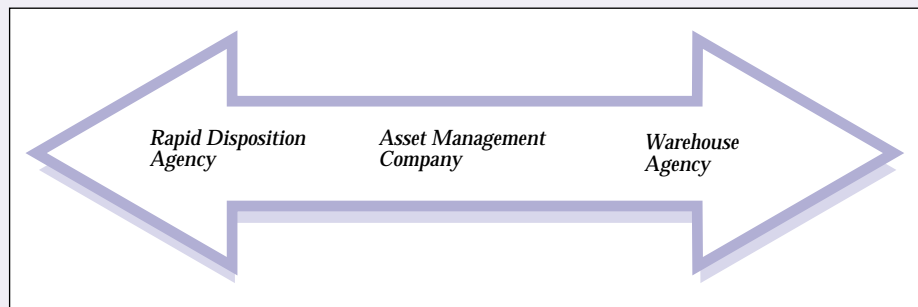 Rapid Disposition
Agency
Asset Management
Company
Warehouse
Agency